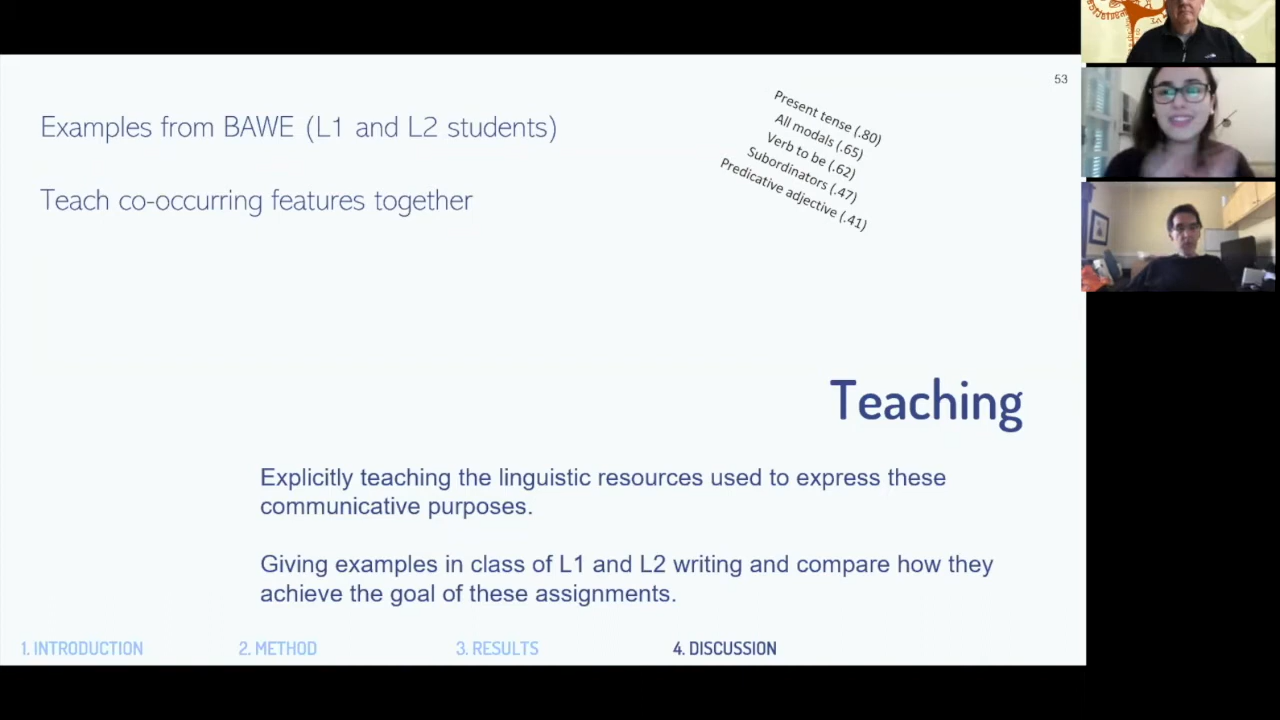 53
Examples from BAWE (L1 and L2 students)
Teach co-occurring features together
Present tense (.80)
All modals (.65)
Verb to be (.62)
Subordinators (.47)
Predicative adjective (.41)
Teaching
Explicitly teaching the linguistic resources used to express these
communicative purposes.
Giving examples in class of L1 and L2 writing and compare how they
achieve the goal of these assignments.
1. INTRODUCTION
2. METHOD
3. RESULTS
4. DISCUSSION